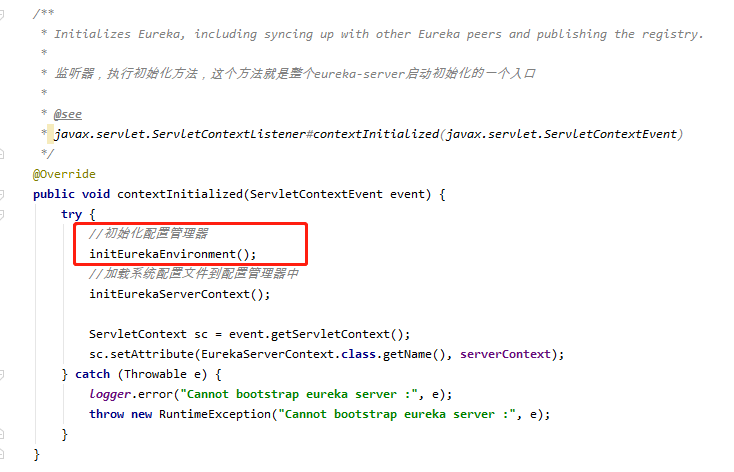 /**
 * Initializes Eureka, including syncing up with other Eureka peers and publishing the registry.
 *
 * 监听器，执行初始化方法，这个方法就是整个eureka-server启动初始化的一个入口
 *
 * @see
 * javax.servlet.ServletContextListener#contextInitialized(javax.servlet.ServletContextEvent)
 */
@Override
public void contextInitialized(ServletContextEvent event) {
    try {
        //初始化配置管理器
        initEurekaEnvironment();
        //加载系统配置文件到配置管理器中
        initEurekaServerContext();

        ServletContext sc = event.getServletContext();
        sc.setAttribute(EurekaServerContext.class.getName(), serverContext);
    } catch (Throwable e) {
        logger.error("Cannot bootstrap eureka server :", e);
        throw new RuntimeException("Cannot bootstrap eureka server :", e);
    }
}